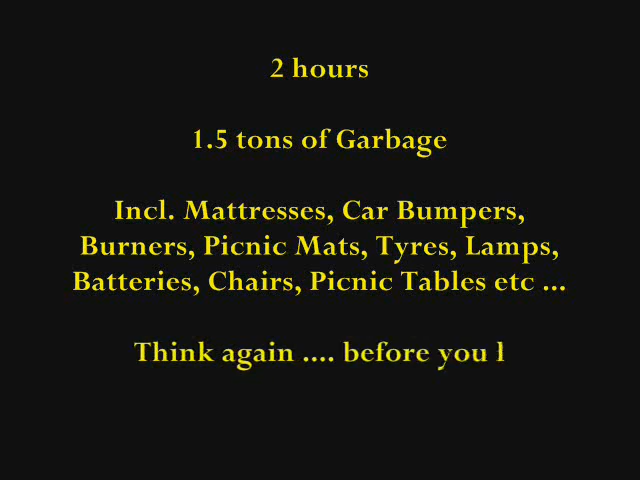 2 hours
1.5 tons of Garbage
Incl. Mattresses, Car Bumpers,
Burners, Picnic Mats, Tyres, Lamps,
Batteries, Chairs, Picnic Tables etc ...
Think again .... before you l